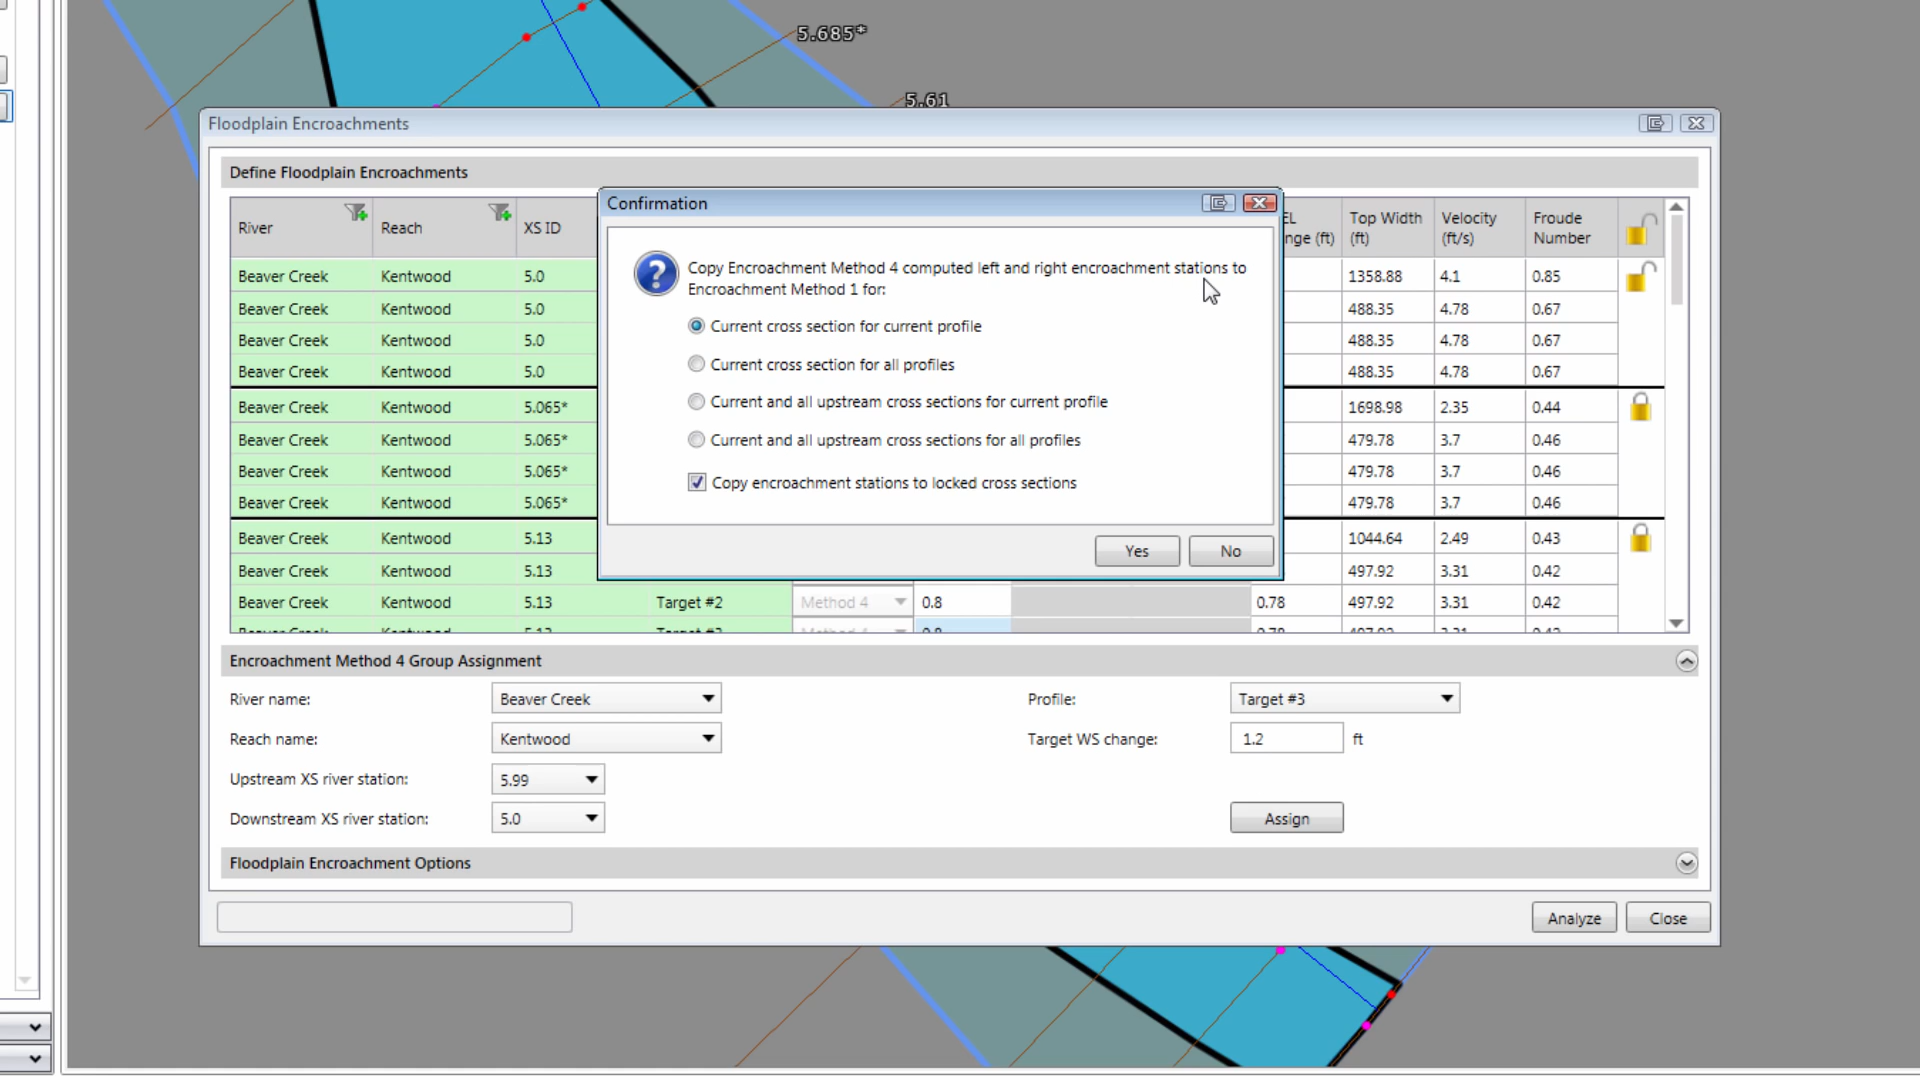 5.685*
5.61
Floodplain Encroachments
Define Floodplain Encroachments
River Reach XS ID Top Width (ft) Velocity (ft/s) Froude Number
Confirmation
Copy Encroachment Method 4 computed left and right encroachment stations to
Encroachment Method 1 for:
Current cross section for current profile
Current cross section for all profiles
Current and all upstream cross sections for current profile
Current and all upstream cross sections for all profiles
Copy encroachment stations to locked cross sections
Yes No
Beaver Creek Kentwood 5.0 1358.88 4.1 0.85
Beaver Creek Kentwood 5.0 488.35 4.78 0.67
Beaver Creek Kentwood 5.0 488.35 4.78 0.67
Beaver Creek Kentwood 5.0 488.35 4.78 0.67
Beaver Creek Kentwood 5.065* 1698.98 2.35 0.44
Beaver Creek Kentwood 5.065* 479.78 3.7 0.46
Beaver Creek Kentwood 5.065* 479.78 3.7 0.46
Beaver Creek Kentwood 5.065* 479.78 3.7 0.46
Beaver Creek Kentwood 5.13 1044.64 2.49 0.43
Beaver Creek Kentwood 5.13 497.92 3.31 0.42
Beaver Creek Kentwood 5.13 Target #2 Method 4 0.8 0.78 497.92 3.31 0.42
Encroachment Method 4 Group Assignment
River name: Beaver Creek Profile: Target #3
Reach name: Kentwood Target WS change: 1.2 ft
Upstream XS river station: 5.99
Downstream XS river station: 5.0 Assign
Floodplain Encroachment Options
Analyze Close